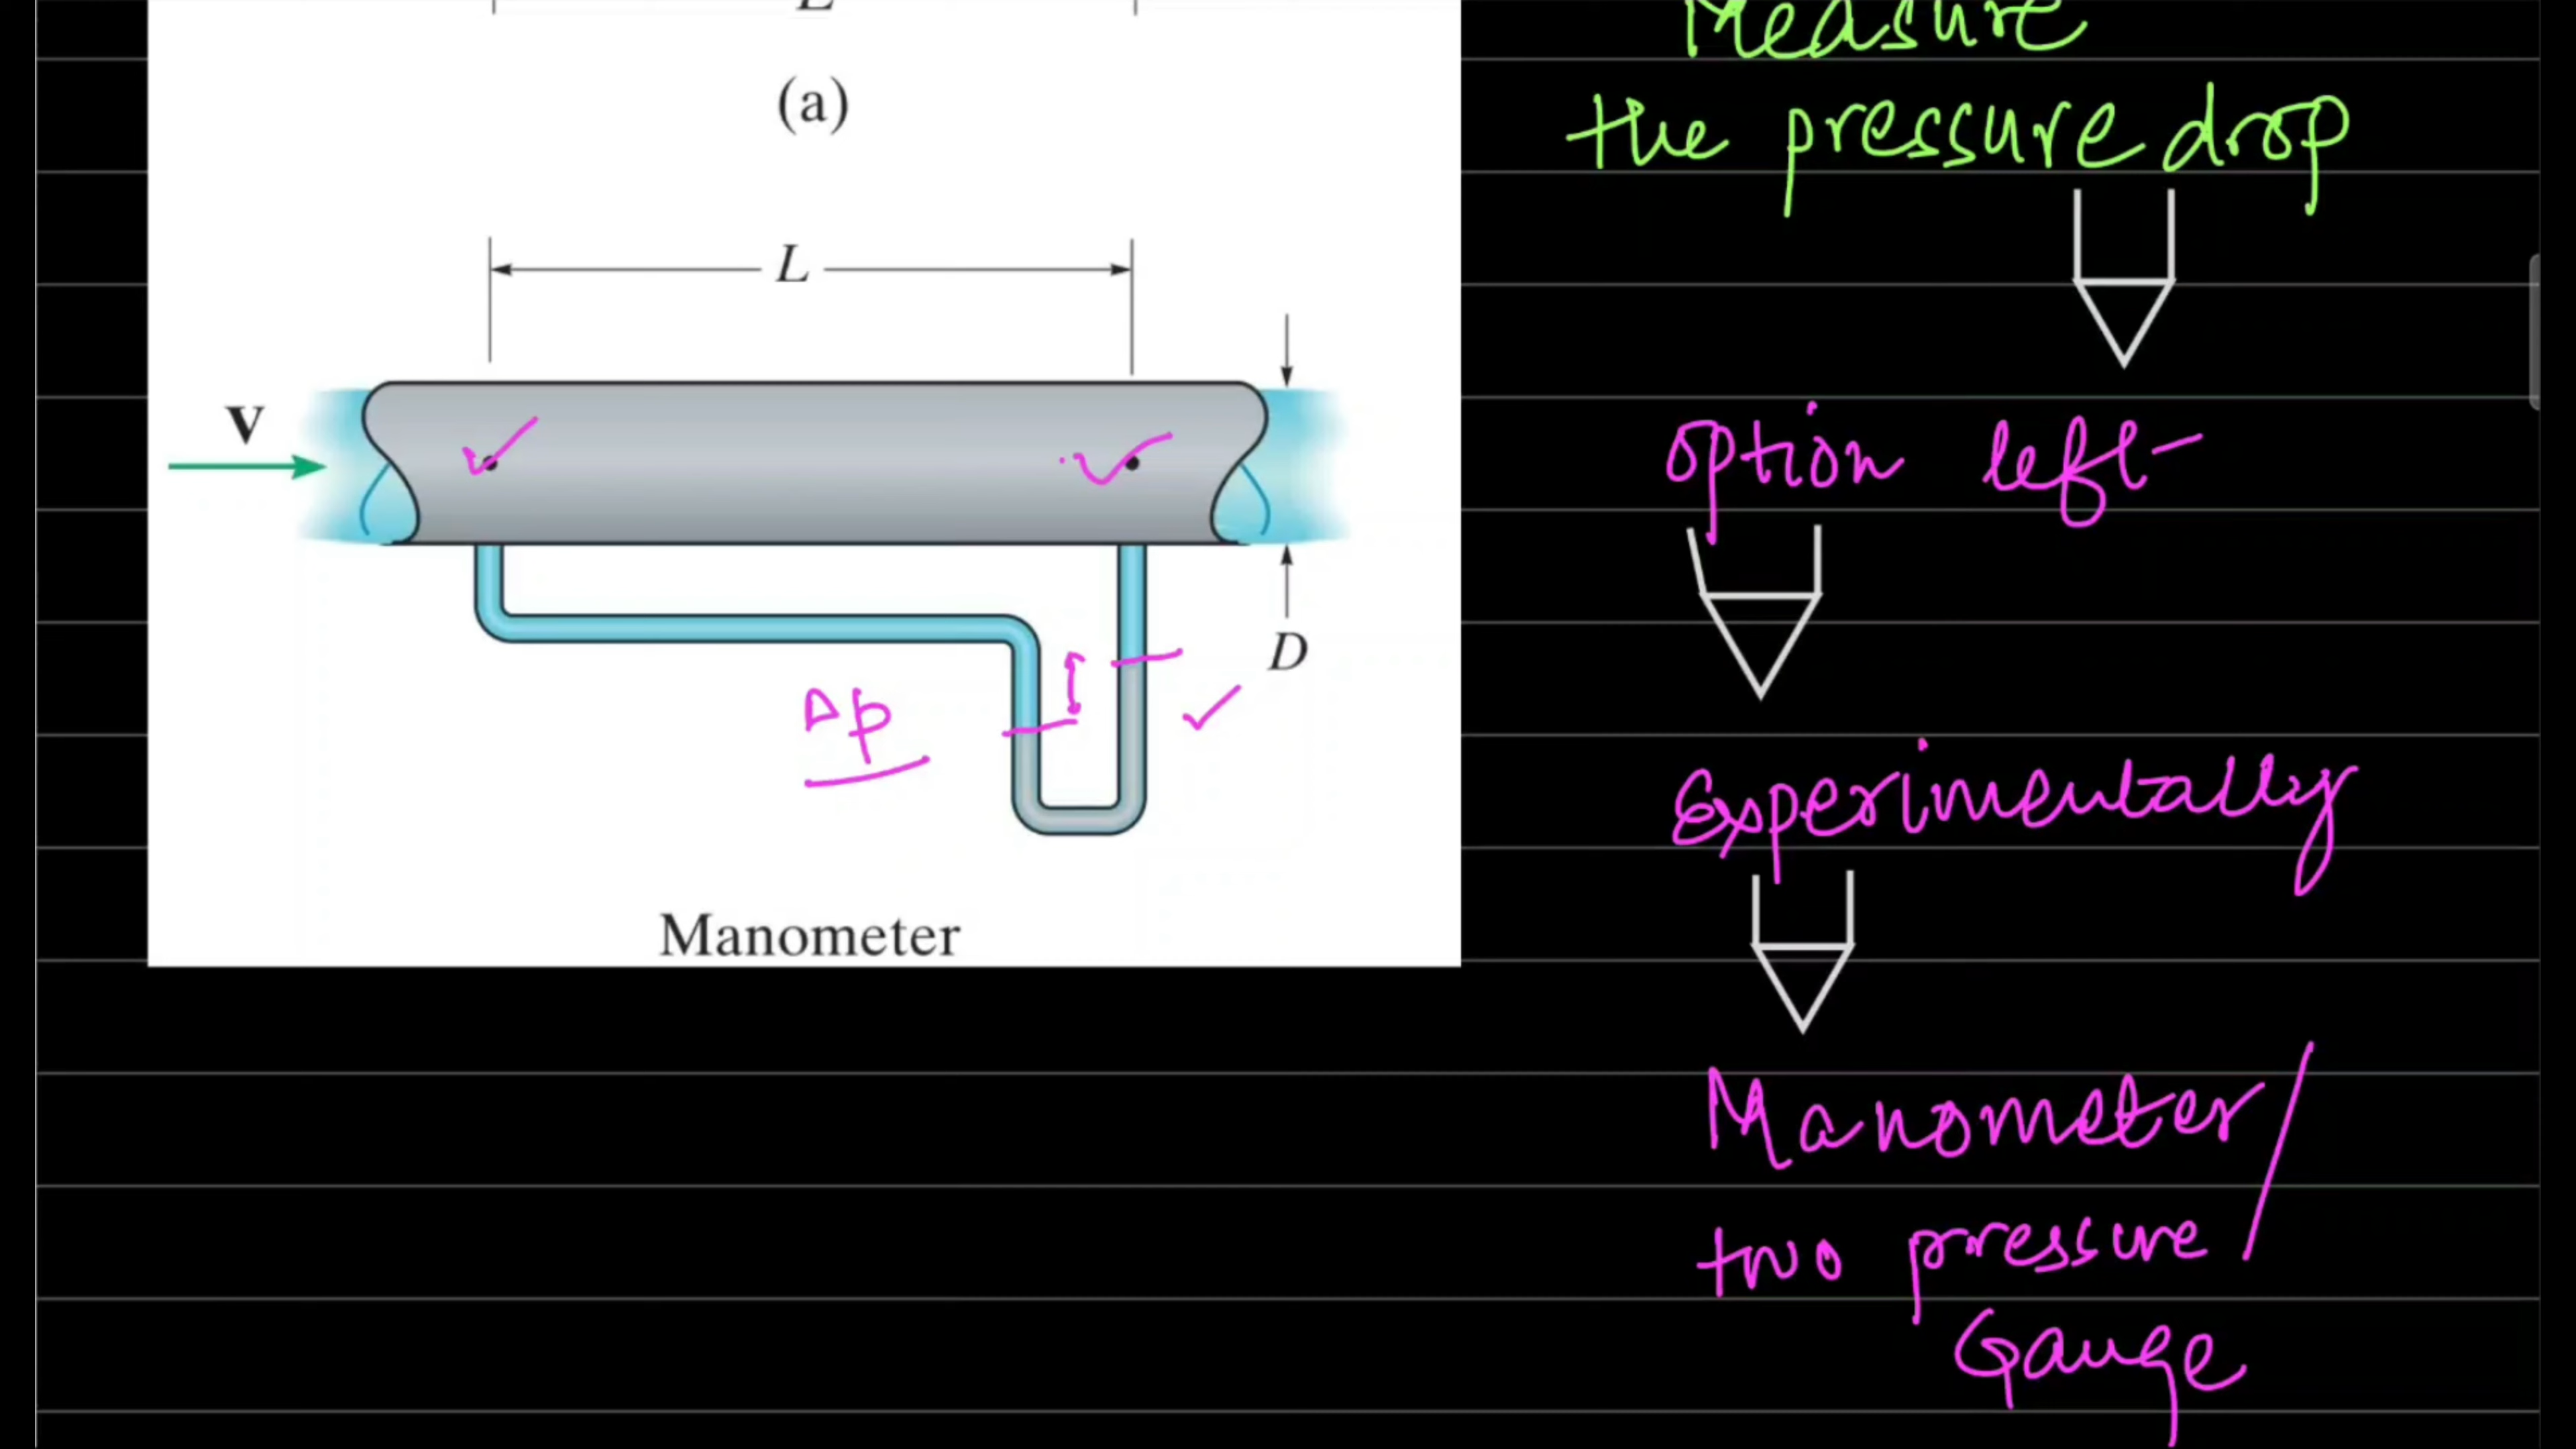 L
(a)
L
V
D
Δp
Manometer
Measure
the pressure drop
option left
Experimentally
Manometer/
two pressure
Gauge